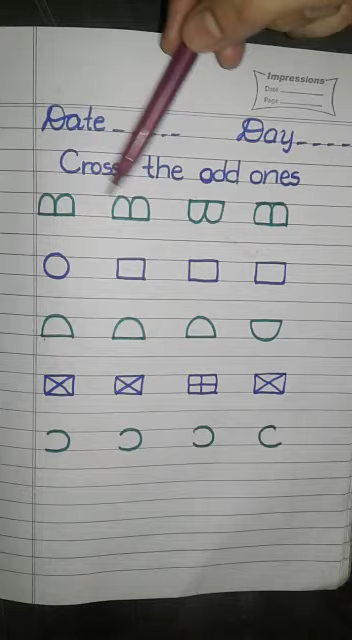 Impressions
Date
Page
Date
Day
Cross the odd ones